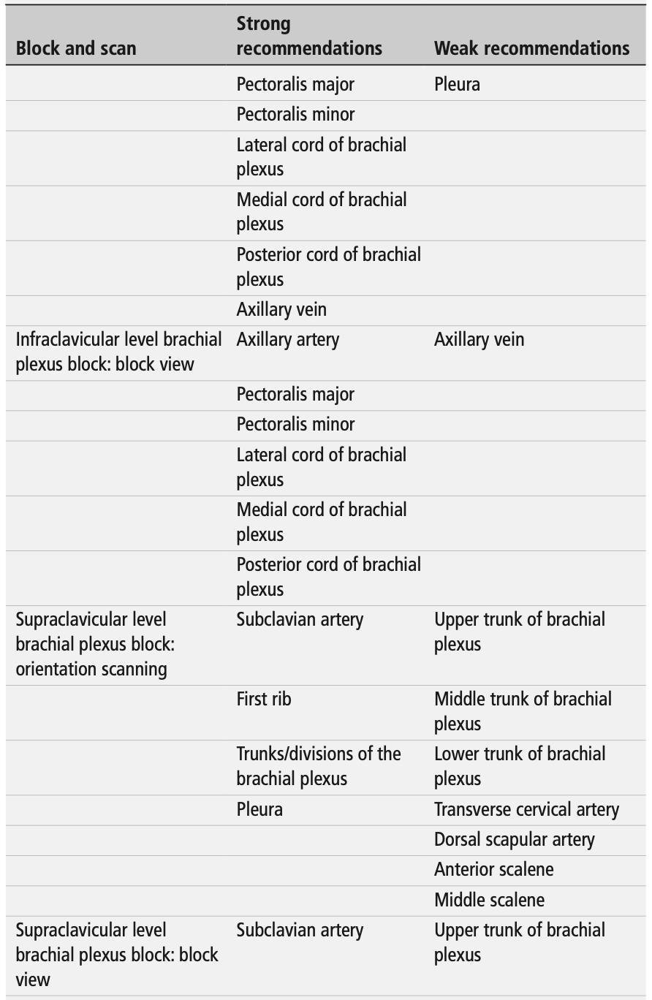 Block and scan Strong recommendations Weak recommendations
Pectoralis major Pleura
Pectoralis minor
Lateral cord of brachial plexus
Medial cord of brachial plexus
Posterior cord of brachial plexus
Axillary vein
Infraclavicular level brachial plexus block: block view Axillary artery Axillary vein
Pectoralis major
Pectoralis minor
Lateral cord of brachial plexus
Medial cord of brachial plexus
Posterior cord of brachial plexus
Supraclavicular level brachial plexus block: orientation scanning Subclavian artery Upper trunk of brachial plexus
First rib Middle trunk of brachial plexus
Trunks/divisions of the brachial plexus Lower trunk of brachial plexus
Pleura Transverse cervical artery
Dorsal scapular artery
Anterior scalene
Middle scalene
Supraclavicular level brachial plexus block: block view Subclavian artery Upper trunk of brachial plexus